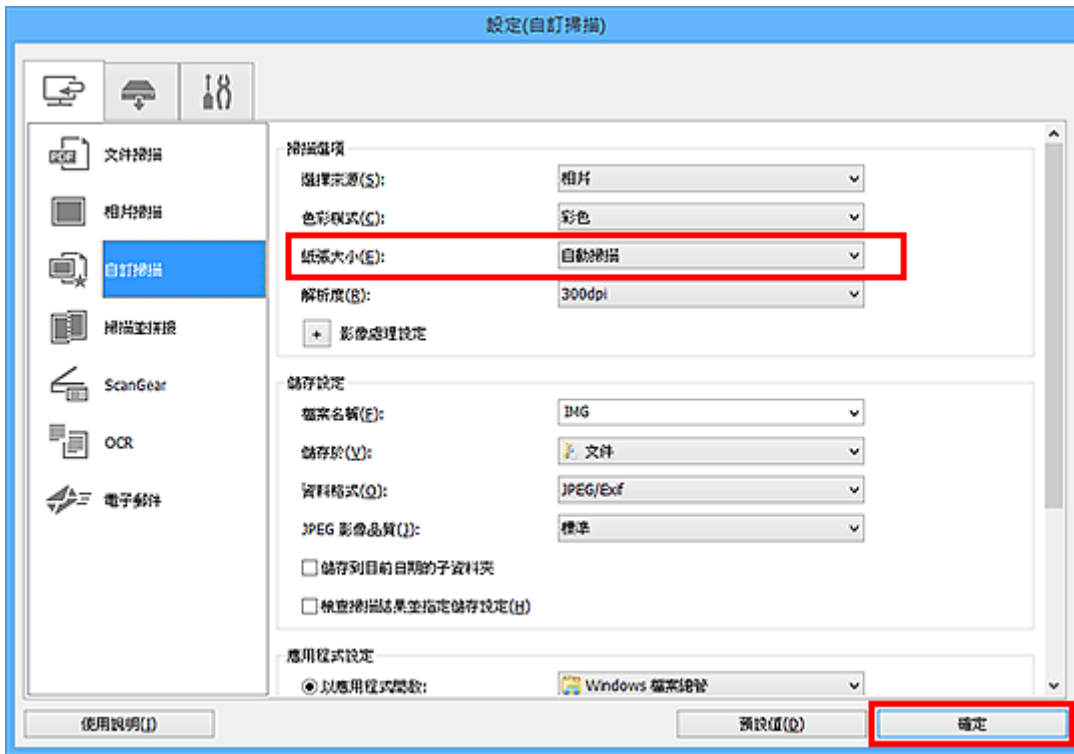 設定(自訂掃描)
文件掃描
相片掃描
自訂掃描
掃描並拼接
ScanGear
OCR
電子郵件
掃描選項
選擇來源(S): 相片
色彩模式(C): 彩色
紙張大小(E): 自動掃描
解析度(R): 300dpi
+ 影像處理設定
儲存設定
檔案名稱(F): IMG
儲存於(V): 文件
資料格式(O): JPEG/Exif
JPEG 影像品質(J): 標準
儲存到目前日期的子資料夾
檢查掃描結果並指定儲存設定(H)
應用程式設定
以應用程式開啟: Windows 檔案總管
使用說明(I) 預設值(D) 確定